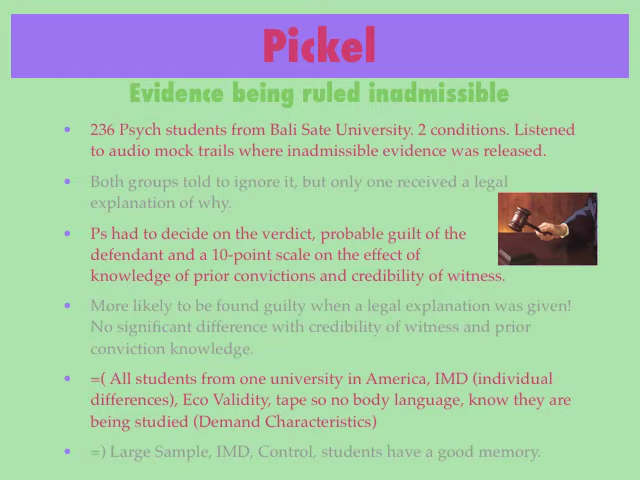 Pickel
Evidence being ruled inadmissible
• 236 Psych students from Bali Sate University. 2 conditions. Listened
to audio mock trails where inadmissible evidence was released.
• Both groups told to ignore it, but only one received a legal
explanation of why.
• Ps had to decide on the verdict, probable guilt of the
defendant and a 10-point scale on the effect of
knowledge of prior convictions and credibility of witness.
• More likely to be found guilty when a legal explanation was given!
No significant difference with credibility of witness and prior
conviction knowledge.
• =( All students from one university in America, IMD (individual
differences), Eco Validity, tape so no body language, know they are
being studied (Demand Characteristics)
• =) Large Sample, IMD, Control, students have a good memory.